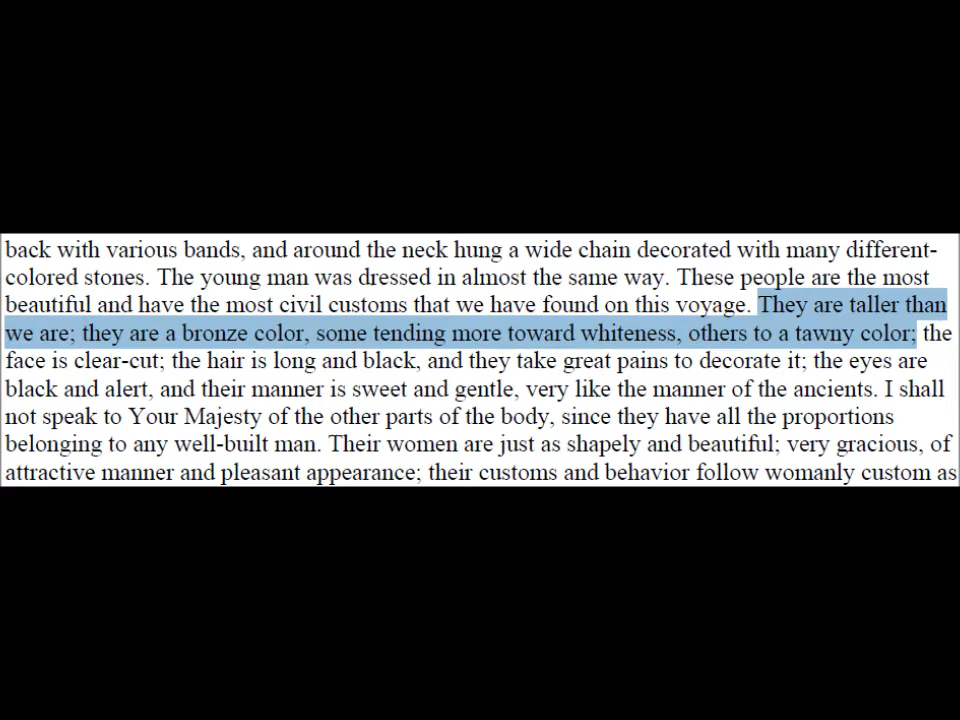 back with various bands, and around the neck hung a wide chain decorated with many different-
colored stones. The young man was dressed in almost the same way. These people are the most
beautiful and have the most civil customs that we have found on this voyage. They are taller than
we are; they are a bronze color, some tending more toward whiteness, others to a tawny color; the
face is clear-cut; the hair is long and black, and they take great pains to decorate it; the eyes are
black and alert, and their manner is sweet and gentle, very like the manner of the ancients. I shall
not speak to Your Majesty of the other parts of the body, since they have all the proportions
belonging to any well-built man. Their women are just as shapely and beautiful; very gracious, of
attractive manner and pleasant appearance; their customs and behavior follow womanly custom as